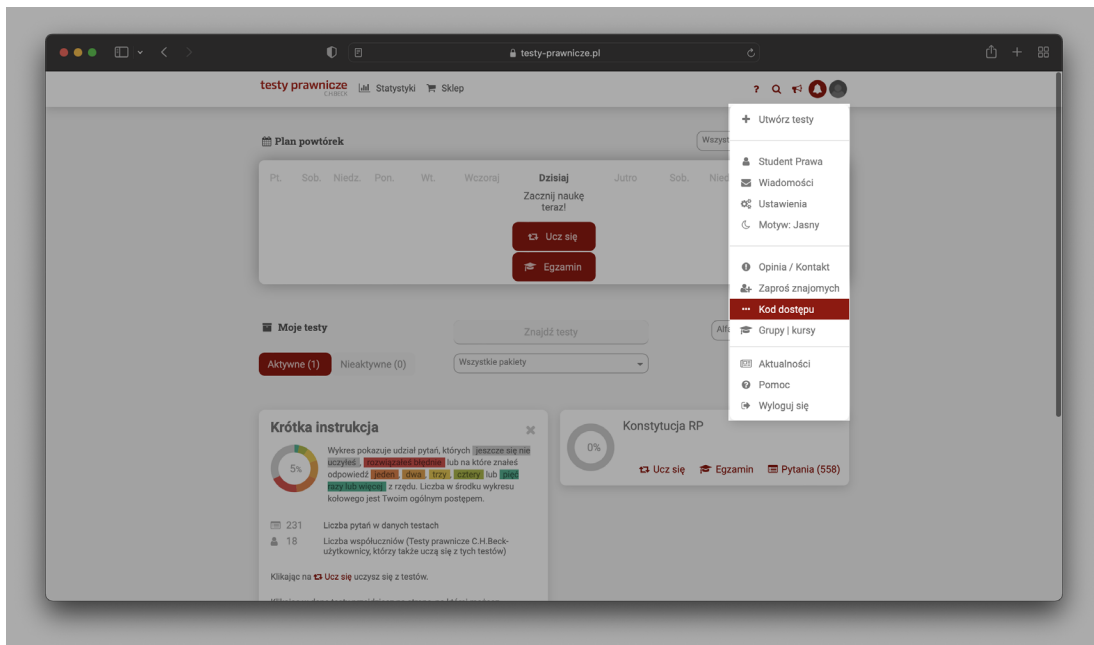 testy-prawnicze.pl
testy prawnicze
C.H.BECK
Statystyki
Sklep
?
Plan powtórek
Wszyst
Pt.
Sob.
Niedz.
Pon.
Wt.
Wczoraj
Dzisiaj
Jutro
Sob.
Nied
Zacznij naukę
teraz!
Ucz się
Egzamin
Utwórz testy
Student Prawa
Wiadomości
Ustawienia
Motyw: Jasny
Opinia / Kontakt
Zaproś znajomych
Kod dostępu
Grupy | kursy
Aktualności
Pomoc
Wyloguj się
Moje testy
Znajdź testy
Alfa
Aktywne (1)
Nieaktywne (0)
Wszystkie pakiety
Krótka instrukcja
5%
Wykres pokazuje udział pytań, których jeszcze się nie
uczyłeś, rozwiązałeś błędnie lub na które znałeś
odpowiedź jeden, dwa, trzy, cztery lub pięć
razy lub więcej z rzędu. Liczba w środku wykresu
kołowego jest Twoim ogólnym postępem.
231 Liczba pytań w danych testach
18 Liczba współuczniów (Testy prawnicze C.H.Beck-
użytkownicy, którzy także uczą się z tych testów)
Klikając na Ucz się uczysz się z testów.
Konstytucja RP
0%
Ucz się
Egzamin
Pytania (558)